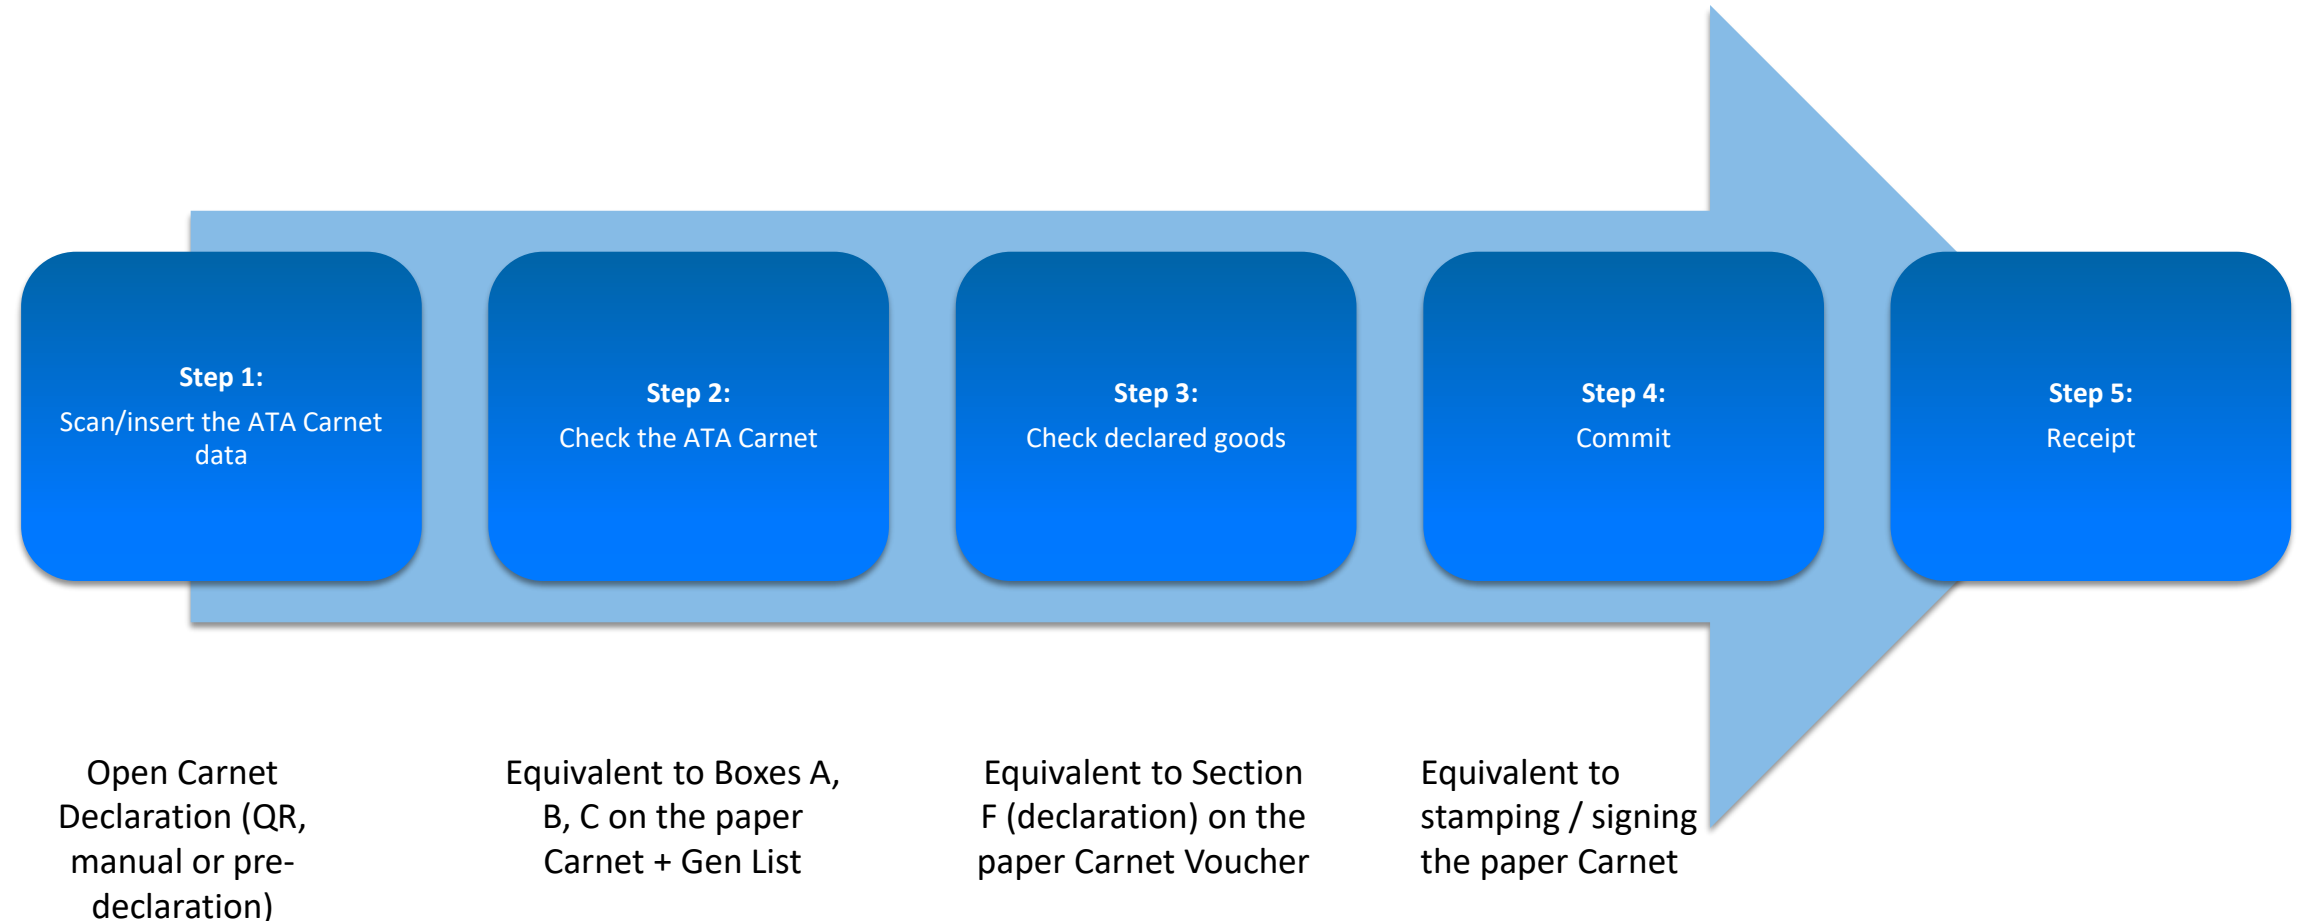 Step 1:
Scan/insert the ATA Carnet
data
Step 2:
Check the ATA Carnet
Step 3:
Check declared goods
Step 4:
Commit
Step 5:
Receipt
Open Carnet
Declaration (QR,
manual or pre-
declaration)
Equivalent to Boxes A,
B, C on the paper
Carnet + Gen List
Equivalent to Section
F (declaration) on the
paper Carnet Voucher
Equivalent to
stamping / signing
the paper Carnet